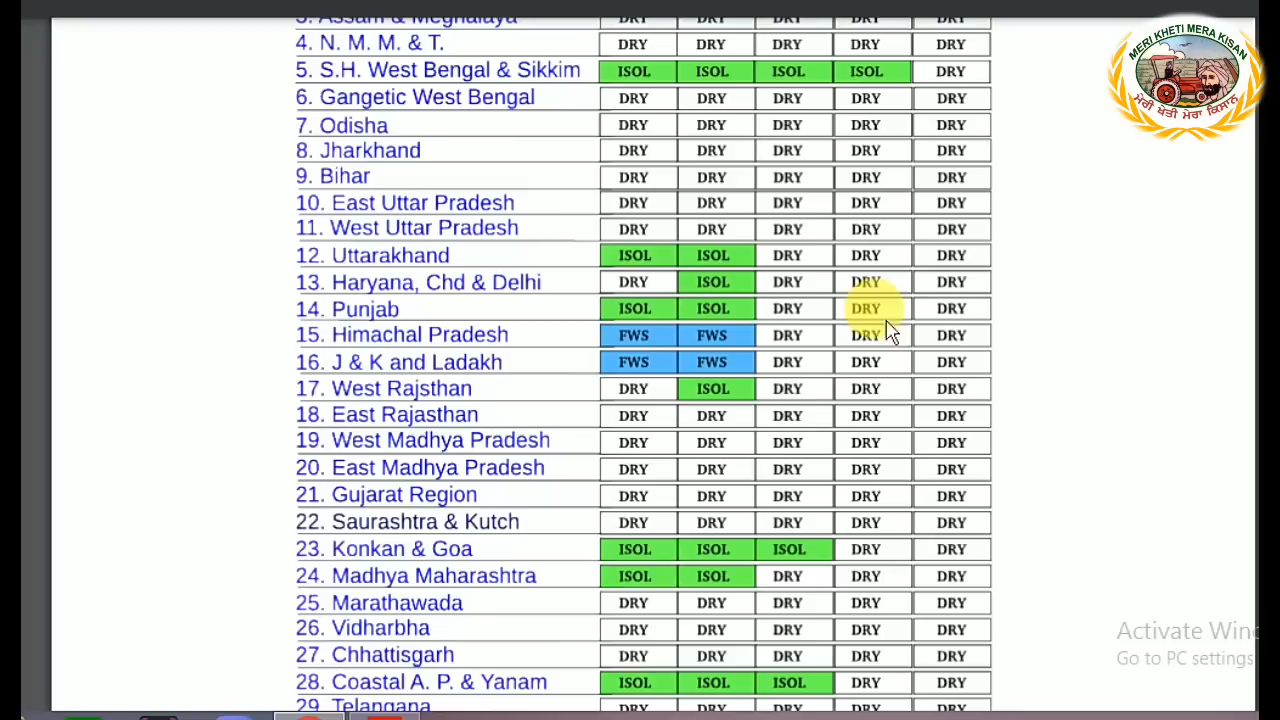 3. Assam & Meghalaya
4. N. M. M. & T. DRY DRY DRY DRY DRY
5. S.H. West Bengal & Sikkim ISOL ISOL ISOL ISOL DRY
6. Gangetic West Bengal DRY DRY DRY DRY DRY
7. Odisha DRY DRY DRY DRY DRY
8. Jharkhand DRY DRY DRY DRY DRY
9. Bihar DRY DRY DRY DRY DRY
10. East Uttar Pradesh DRY DRY DRY DRY DRY
11. West Uttar Pradesh DRY DRY DRY DRY DRY
12. Uttarakhand ISOL ISOL DRY DRY DRY
13. Haryana, Chd & Delhi DRY ISOL DRY DRY DRY
14. Punjab ISOL ISOL DRY DRY DRY
15. Himachal Pradesh FWS FWS DRY DRY DRY
16. J & K and Ladakh FWS FWS DRY DRY DRY
17. West Rajsthan DRY ISOL DRY DRY DRY
18. East Rajasthan DRY DRY DRY DRY DRY
19. West Madhya Pradesh DRY DRY DRY DRY DRY
20. East Madhya Pradesh DRY DRY DRY DRY DRY
21. Gujarat Region DRY DRY DRY DRY DRY
22. Saurashtra & Kutch DRY DRY DRY DRY DRY
23. Konkan & Goa ISOL ISOL ISOL DRY DRY
24. Madhya Maharashtra ISOL ISOL DRY DRY DRY
25. Marathawada DRY DRY DRY DRY DRY
26. Vidharbha DRY DRY DRY DRY DRY
27. Chhattisgarh DRY DRY DRY DRY DRY
28. Coastal A. P. & Yanam ISOL ISOL ISOL DRY DRY
29. Telangana DRY DRY DRY DRY DRY
MERI KHETI MERA KISAN
ਮੇਰੀ ਖੇਤੀ ਮੇਰਾ ਕਿਸਾਨ
Activate Win
Go to PC settings